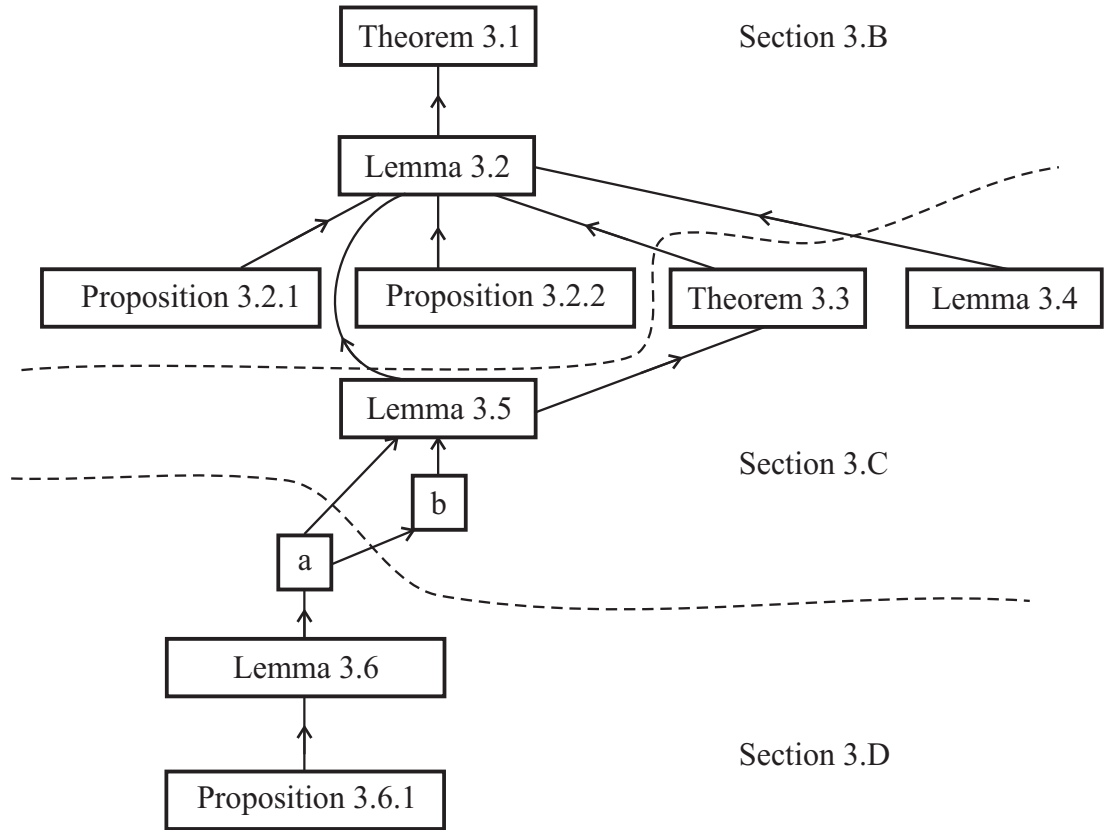 Theorem 3.1
Section 3.B
Lemma 3.2
Proposition 3.2.1
Proposition 3.2.2
Theorem 3.3
Lemma 3.4
Lemma 3.5
Section 3.C
b
a
Lemma 3.6
Section 3.D
Proposition 3.6.1